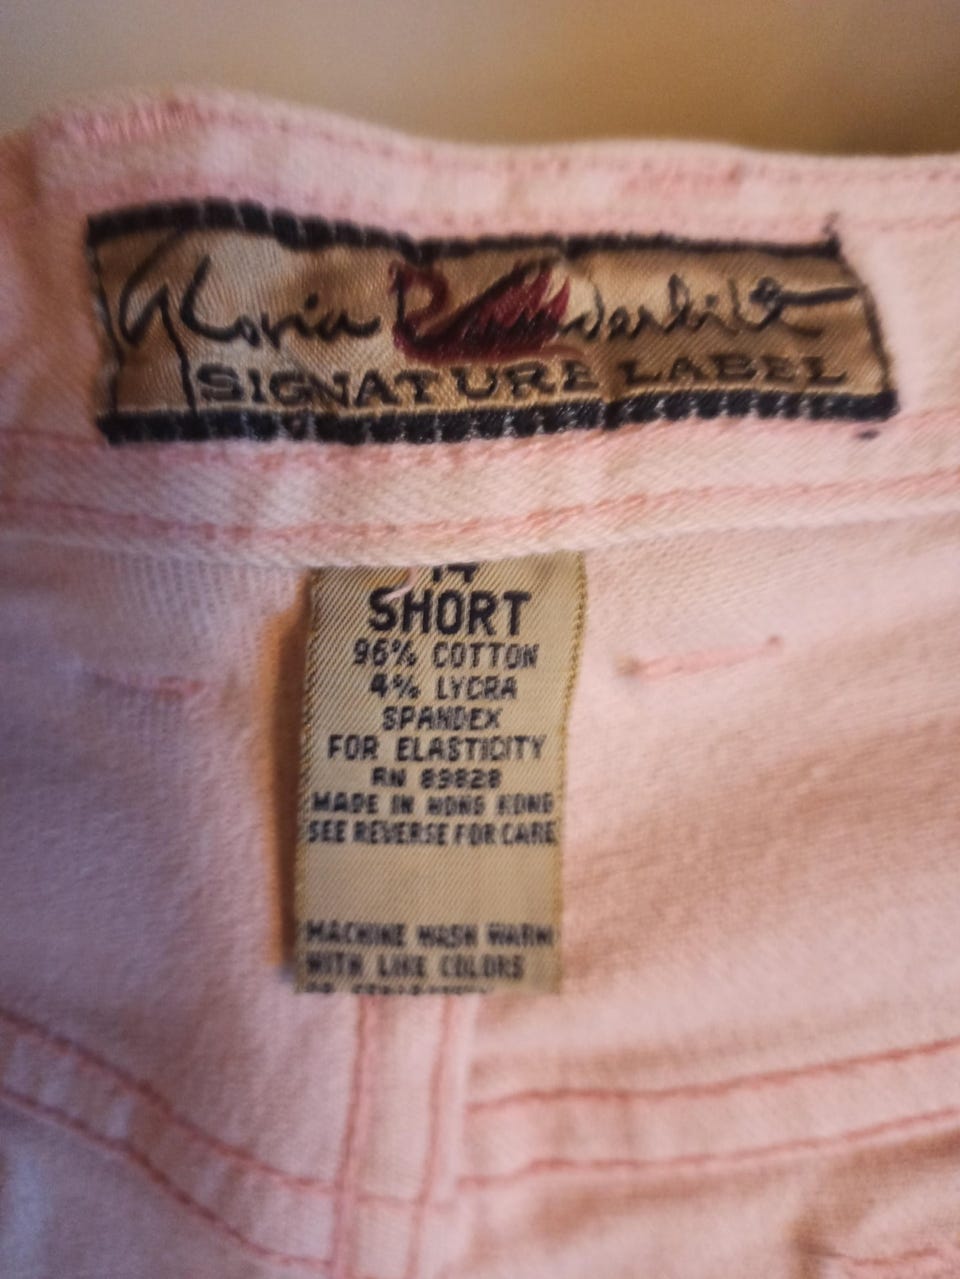 Gloria Vanderbilt
SIGNATURE LABEL
14
SHORT
96% COTTON
4% LYCRA
SPANDEX
FOR ELASTICITY
RN 89828
MADE IN HONG KONG
SEE REVERSE FOR CARE
MACHINE WASH WARM
WITH LIKE COLORS